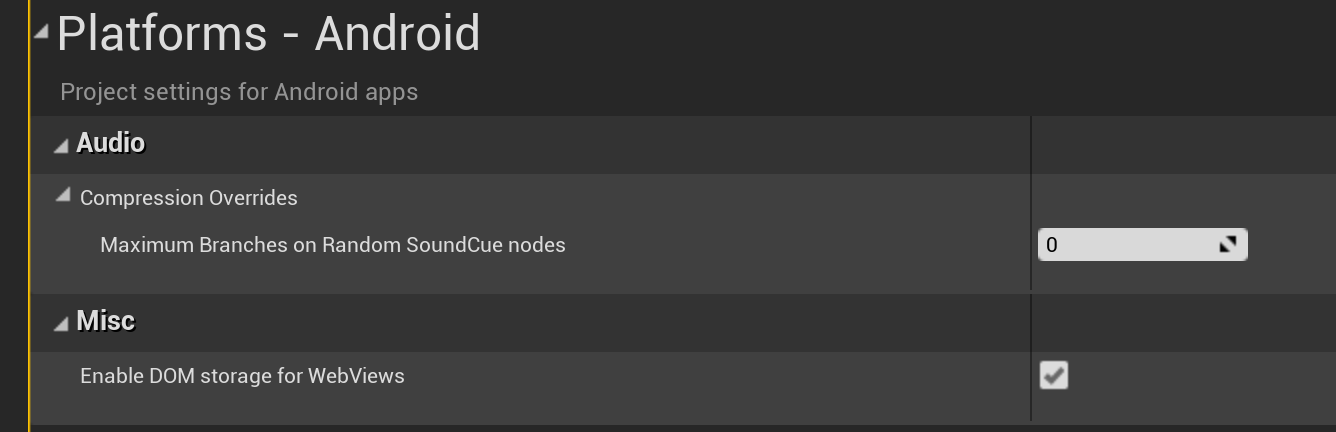 Platforms - Android
Project settings for Android apps
Audio
Compression Overrides
Maximum Branches on Random SoundCue nodes
0
Misc
Enable DOM storage for WebViews